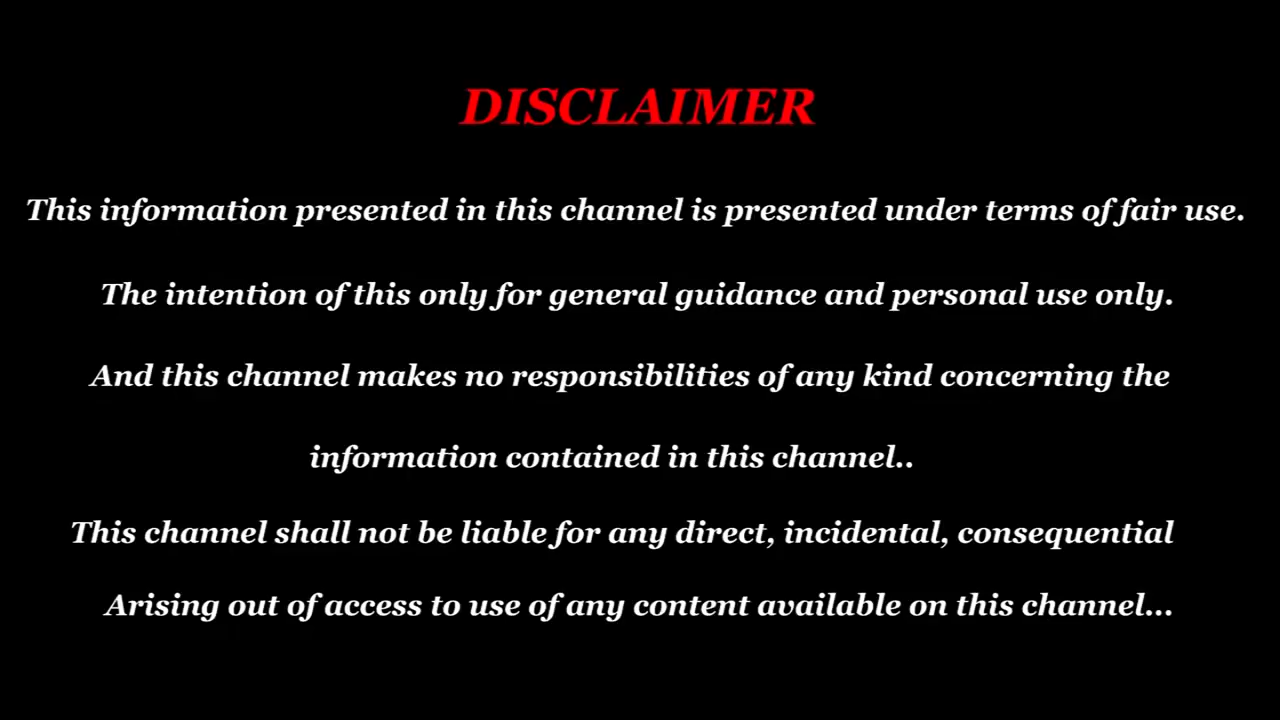 DISCLAIMER
This information presented in this channel is presented under terms of fair use.
The intention of this only for general guidance and personal use only.
And this channel makes no responsibilities of any kind concerning the
information contained in this channel..
This channel shall not be liable for any direct, incidental, consequential
Arising out of access to use of any content available on this channel...